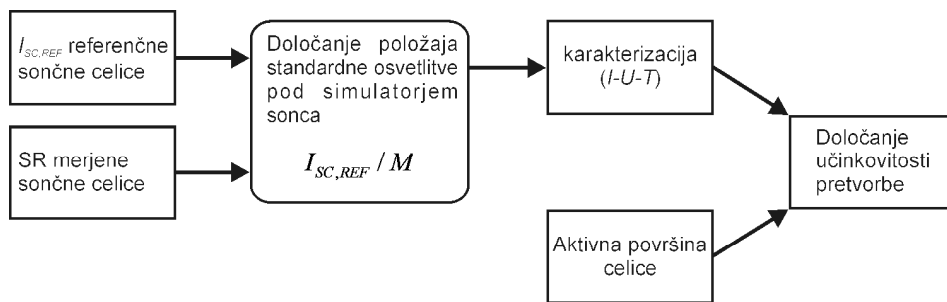 I_SC,REF referenčne
sončne celice
SR merjene
sončne celice
Določanje položaja
standardne osvetlitve
pod simulatorjem
sonca
I_SC,REF / M
karakterizacija
(I-U-T)
Aktivna površina
celice
Določanje
učinkovitosti
pretvorbe